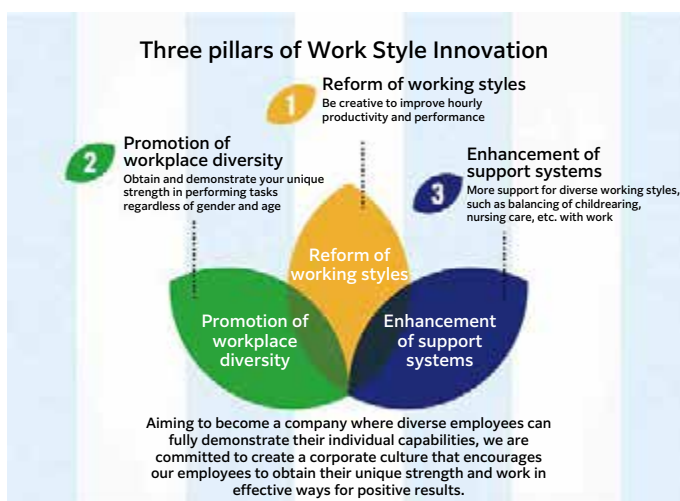 Three pillars of Work Style Innovation
1
Reform of working styles
Be creative to improve hourly
productivity and performance
2
Promotion of
workplace diversity
Obtain and demonstrate your unique
strength in performing tasks
regardless of gender and age
3
Enhancement of
support systems
More support for diverse working styles,
such as balancing of childrearing,
nursing care, etc. with work
Reform of
working styles
Promotion of
workplace
diversity
Enhancement
of support
systems
Aiming to become a company where diverse employees can
fully demonstrate their individual capabilities, we are
committed to create a corporate culture that encourages
our employees to obtain their unique strength and work in
effective ways for positive results.